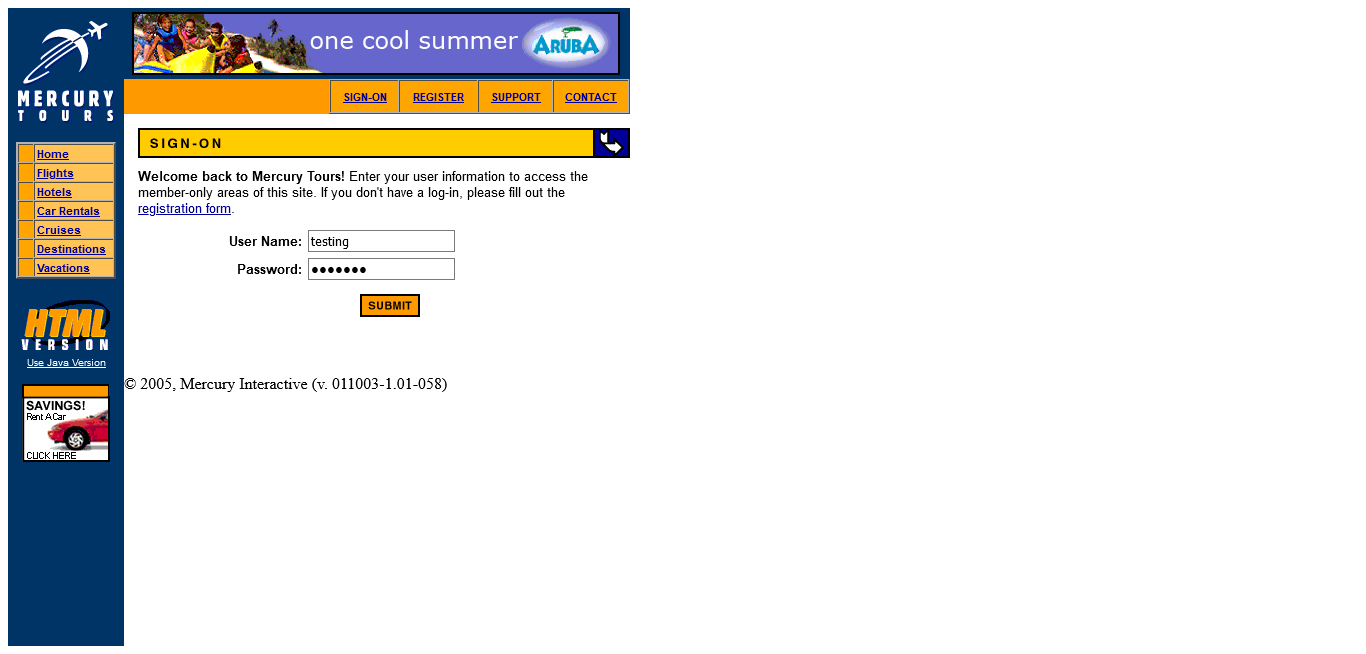 one cool summer ARUBA
MERCURY
TOURS
SIGN-ON REGISTER SUPPORT CONTACT
SIGN-ON
Home
Flights
Hotels
Car Rentals
Cruises
Destinations
Vacations
Welcome back to Mercury Tours! Enter your user information to access the
member-only areas of this site. If you don't have a log-in, please fill out the
registration form.
User Name: testing
Password: ●●●●●●●
SUBMIT
HTML
VERSION
Use Java Version
SAVINGS!
Rent A Car
CLICK HERE
© 2005, Mercury Interactive (v. 011003-1.01-058)